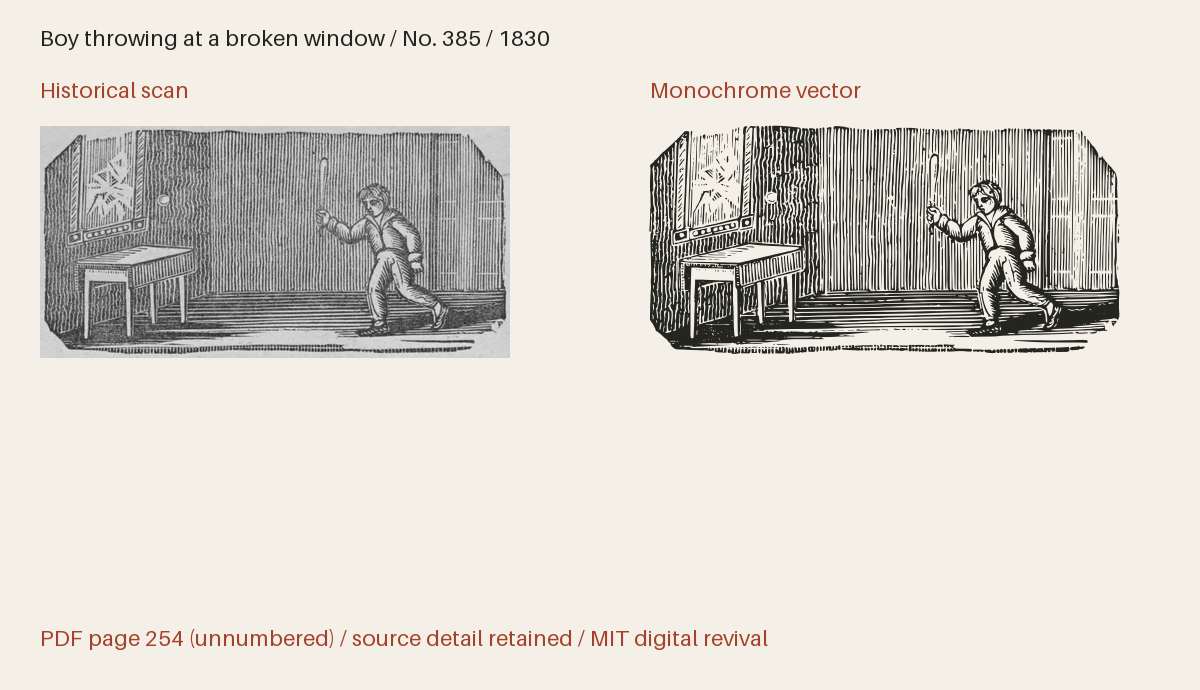 Boy throwing at a broken window / No. 385 / 1830
Historical scan
Monochrome vector
PDF page 254 (unnumbered) / source detail retained / MIT digital revival